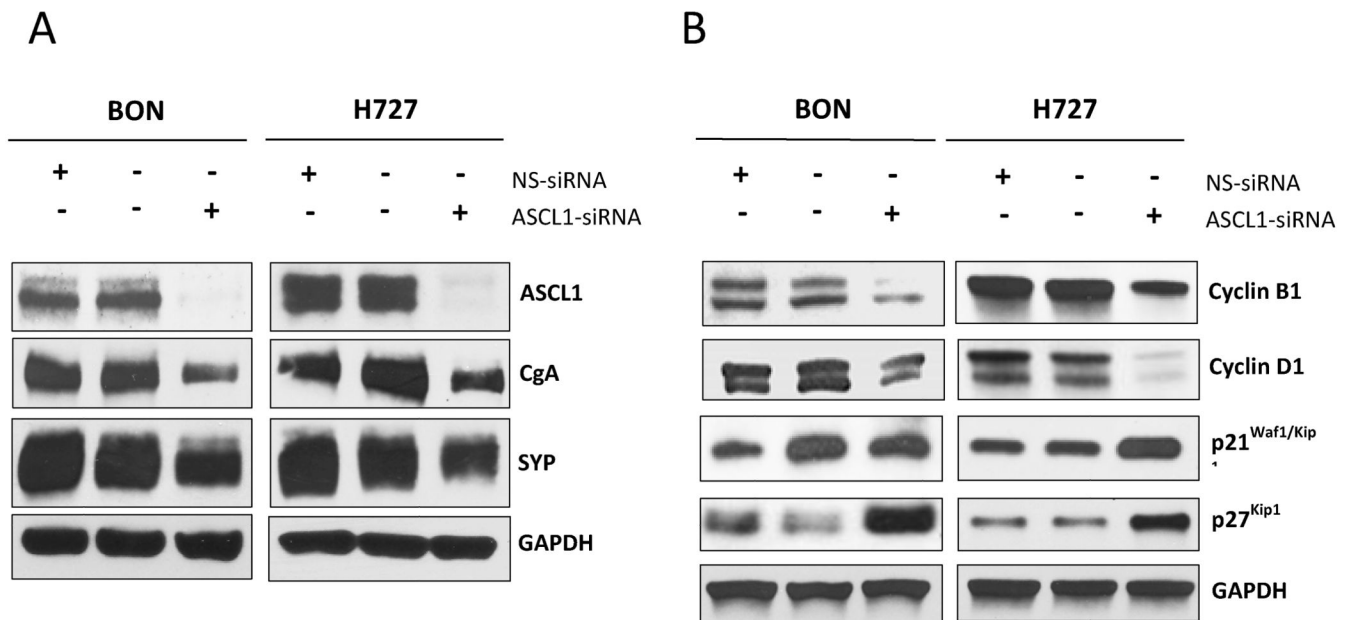 A
BON H727
+ - - + - - NS-siRNA
- - + - - + ASCL1-siRNA
ASCL1
CgA
SYP
GAPDH
B
BON H727
+ - - + - - NS-siRNA
- - + - - + ASCL1-siRNA
Cyclin B1
Cyclin D1
p21Waf1/Kip
p27Kip1
GAPDH